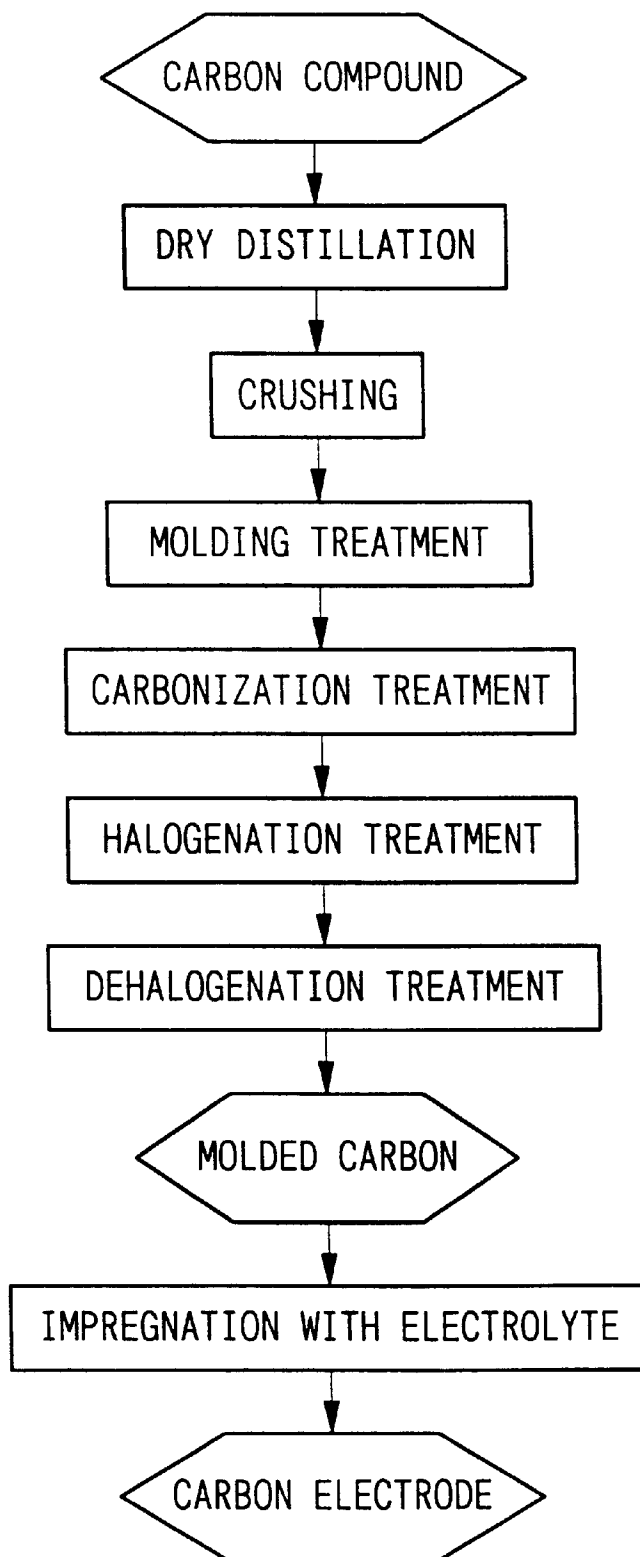 CARBON COMPOUND
DRY DISTILLATION
CRUSHING
MOLDING TREATMENT
CARBONIZATION TREATMENT
HALOGENATION TREATMENT
DEHALOGENATION TREATMENT
MOLDED CARBON
IMPREGNATION WITH ELECTROLYTE
CARBON ELECTRODE